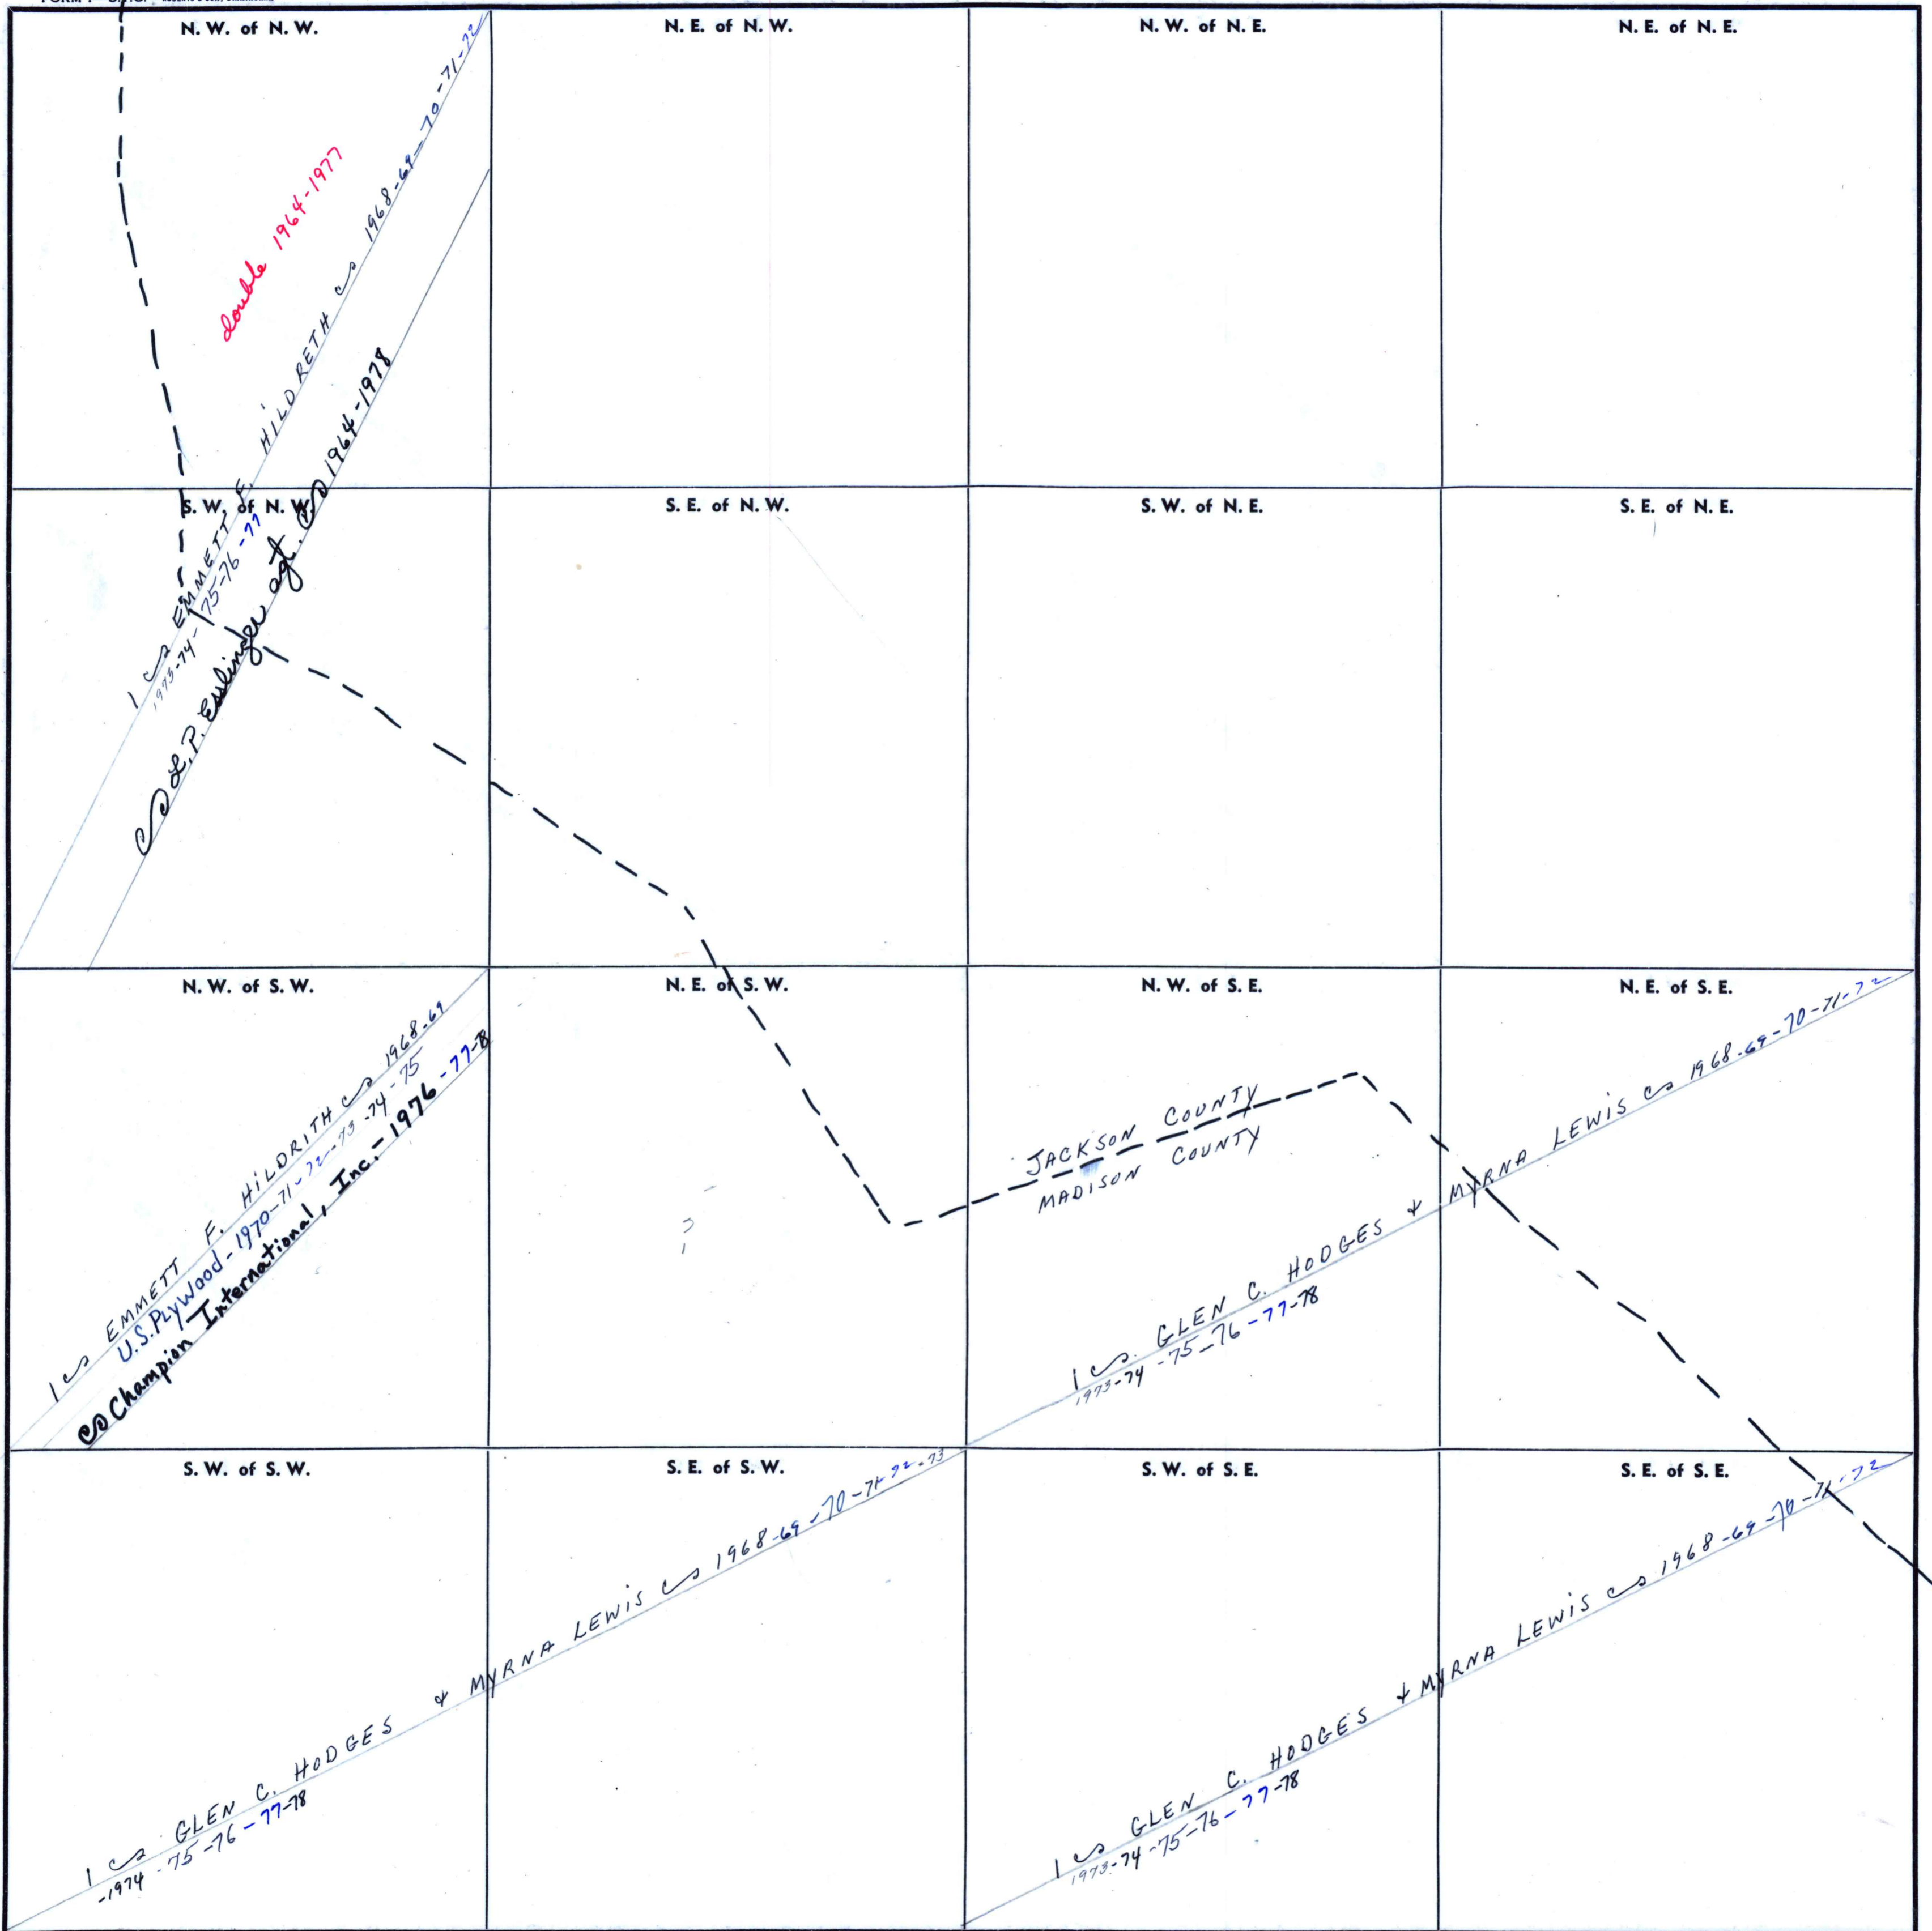 N. W. of N. W.
N. E. of N. W.
N. W. of N. E.
N. E. of N. E.
double 1964-1977
1 EMMETT F. HILDRETH 1968-69-70-71-72
1973-74-75-76-77
L.P. Esslinger agt. 1964-1978
S. W. of N. W.
S. E. of N. W.
S. W. of N. E.
S. E. of N. E.
N. W. of S. W.
N. E. of S. W.
N. W. of S. E.
N. E. of S. E.
1 EMMETT F. HILDRITH 1968-69
U.S. PLYWood-1970-71-72-73-74-75
Champion International, Inc.-1976-77-78
JACKSON COUNTY
MADISON COUNTY
1 GLEN C. HODGES & MYRNA LEWIS 1968-69-70-71-72
1973-74-75-76-77-78
S. W. of S. W.
S. E. of S. W.
S. W. of S. E.
S. E. of S. E.
1 GLEN C. HODGES & MYRNA LEWIS 1968-69-70-71-72-73
-1974-75-76-77-78
1 GLEN C. HODGES & MYRNA LEWIS 1968-69-70-71-72
1973-74-75-76-77-78